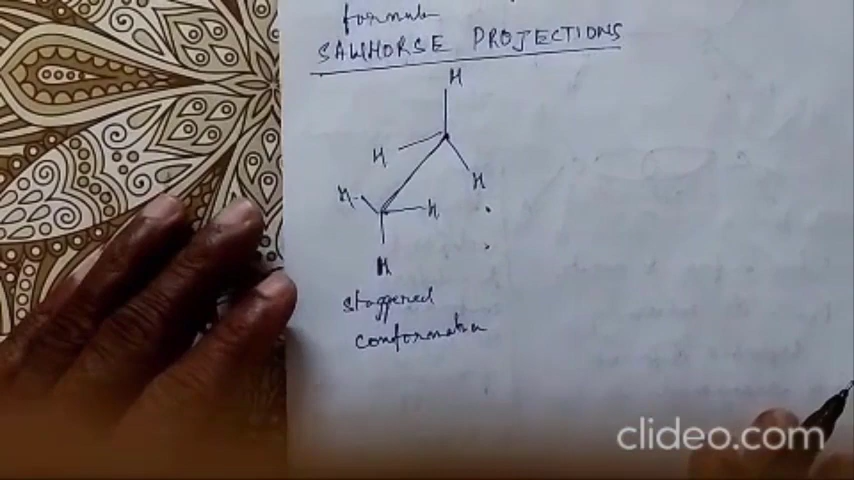 formula
SAWHORSE PROJECTIONS
H
H
H
H
H
H
staggered
conformation
clideo.com